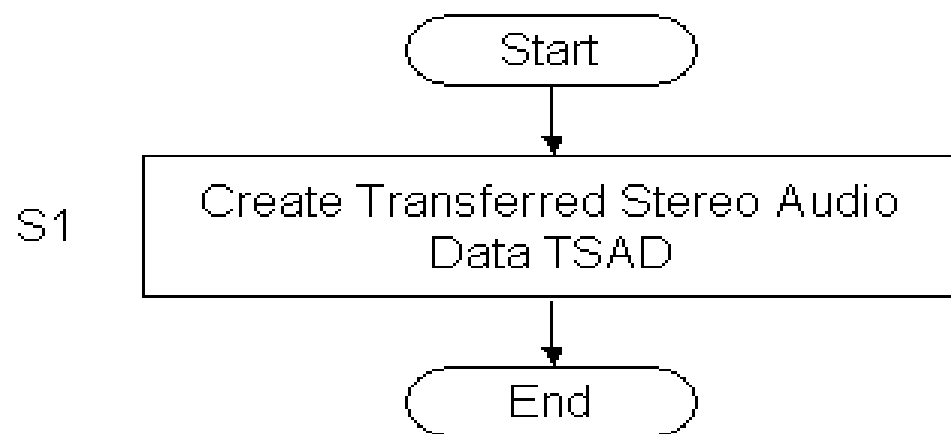 Start
S1
Create Transferred Stereo Audio
Data TSAD
End